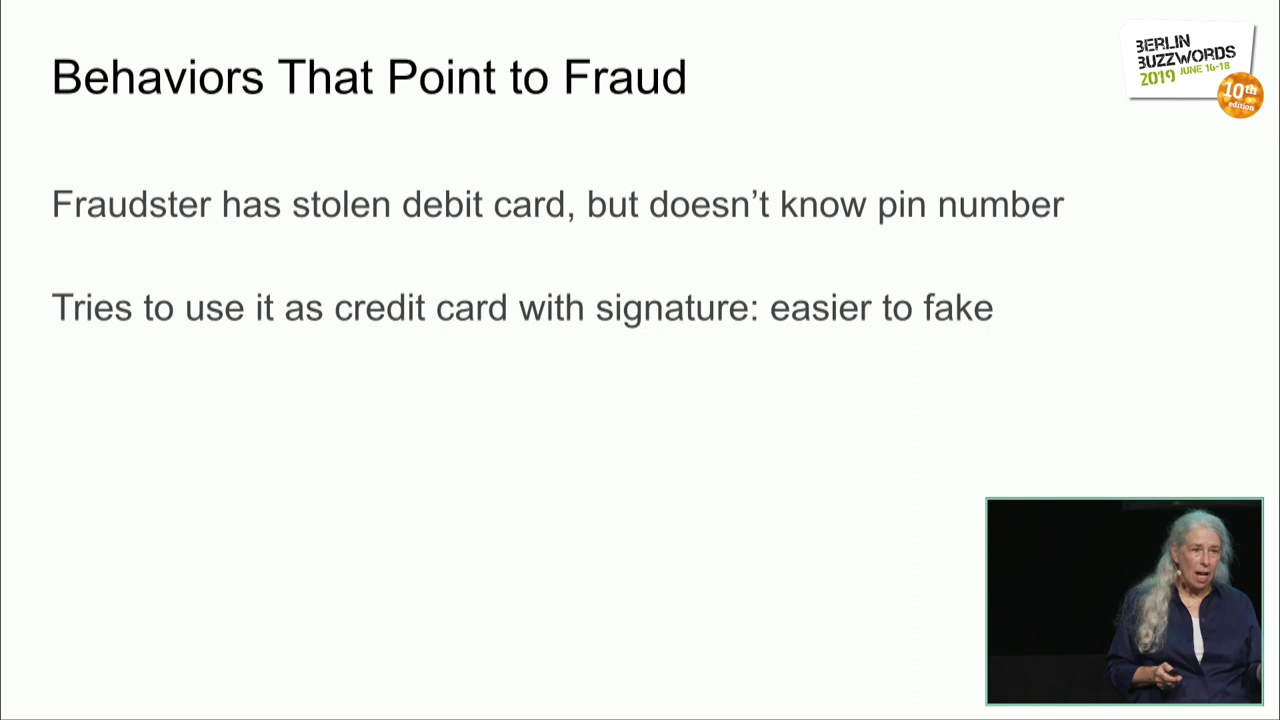 Behaviors That Point to Fraud
BERLIN
BUZZWORDS
2019 JUNE 16-18
10th
edition
Fraudster has stolen debit card, but doesn’t know pin number
Tries to use it as credit card with signature: easier to fake